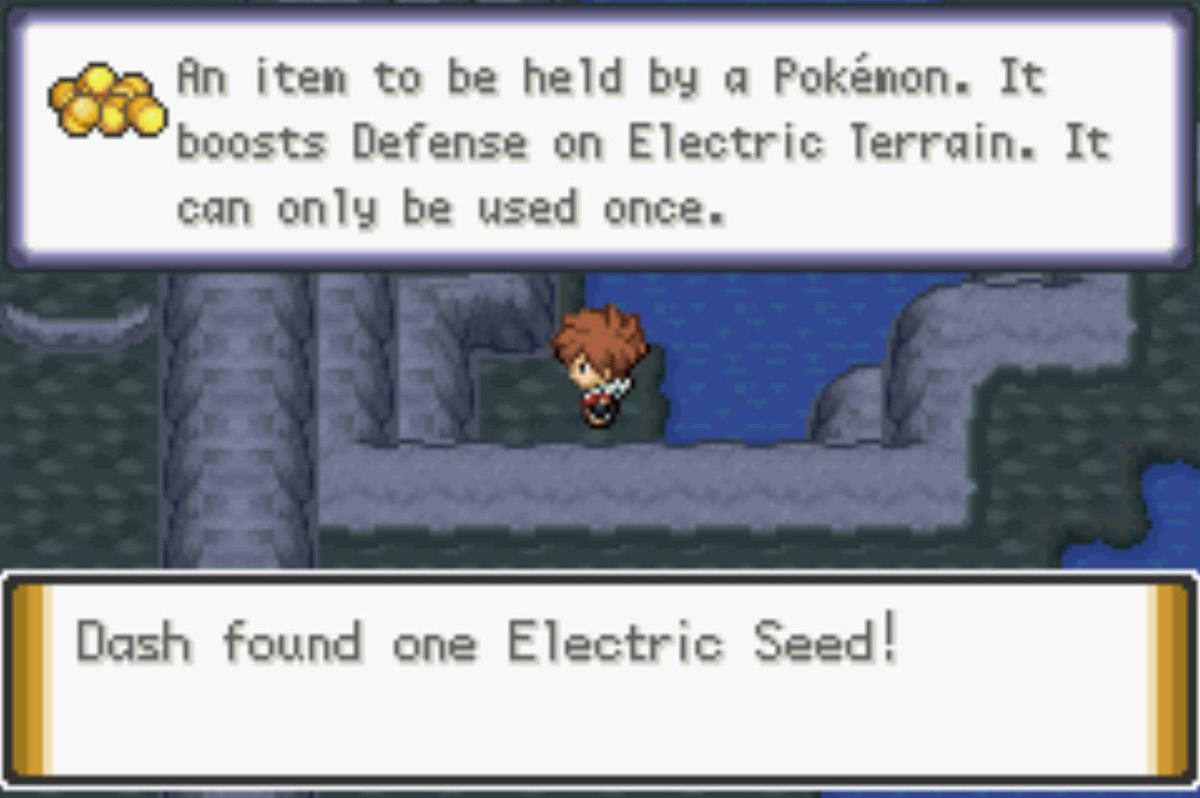 An item to be held by a Pokémon. It
boosts Defense on Electric Terrain. It
can only be used once.
Dash found one Electric Seed!